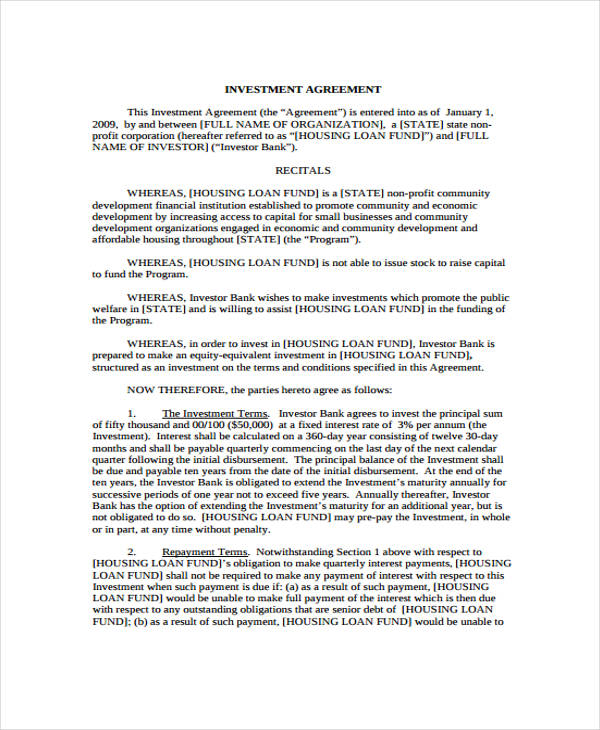 INVESTMENT AGREEMENT
This Investment Agreement (the “Agreement”) is entered into as of January 1,
2009, by and between [FULL NAME OF ORGANIZATION], a [STATE] state non-
profit corporation (hereafter referred to as “[HOUSING LOAN FUND]”) and [FULL
NAME OF INVESTOR] (“Investor Bank”).
RECITALS
WHEREAS, [HOUSING LOAN FUND] is a [STATE] non-profit community
development financial institution established to promote community and economic
development by increasing access to capital for small businesses and community
development organizations engaged in economic and community development and
affordable housing throughout [STATE] (the “Program”).
WHEREAS, [HOUSING LOAN FUND] is not able to issue stock to raise capital
to fund the Program.
WHEREAS, Investor Bank wishes to make investments which promote the public
welfare in [STATE] and is willing to assist [HOUSING LOAN FUND] in the funding of
the Program.
WHEREAS, in order to invest in [HOUSING LOAN FUND], Investor Bank is
prepared to make an equity-equivalent investment in [HOUSING LOAN FUND],
structured as an investment on the terms and conditions specified in this Agreement.
NOW THEREFORE, the parties hereto agree as follows:
1. The Investment Terms. Investor Bank agrees to invest the principal sum
of fifty thousand and 00/100 ($50,000) at a fixed interest rate of 3% per annum (the
Investment). Interest shall be calculated on a 360-day year consisting of twelve 30-day
months and shall be payable quarterly commencing on the last day of the next calendar
quarter following the initial disbursement. The principal balance of the Investment shall
be due and payable ten years from the date of the initial disbursement. At the end of the
ten years, the Investor Bank is obligated to extend the Investment’s maturity annually for
successive periods of one year not to exceed five years. Annually thereafter, Investor
Bank has the option of extending the Investment’s maturity for an additional year, but is
not obligated to do so. [HOUSING LOAN FUND] may pre-pay the Investment, in whole
or in part, at any time without penalty.
2. Repayment Terms. Notwithstanding Section 1 above with respect to
[HOUSING LOAN FUND]’s obligation to make quarterly interest payments, [HOUSING
LOAN FUND] shall not be required to make any payment of interest with respect to this
Investment when such payment is due if: (a) as a result of such payment, [HOUSING
LOAN FUND] would be unable to make full payment of the interest which is then due
with respect to any outstanding obligations that are senior debt of [HOUSING LOAN
FUND]; (b) as a result of such payment, [HOUSING LOAN FUND] would be unable to